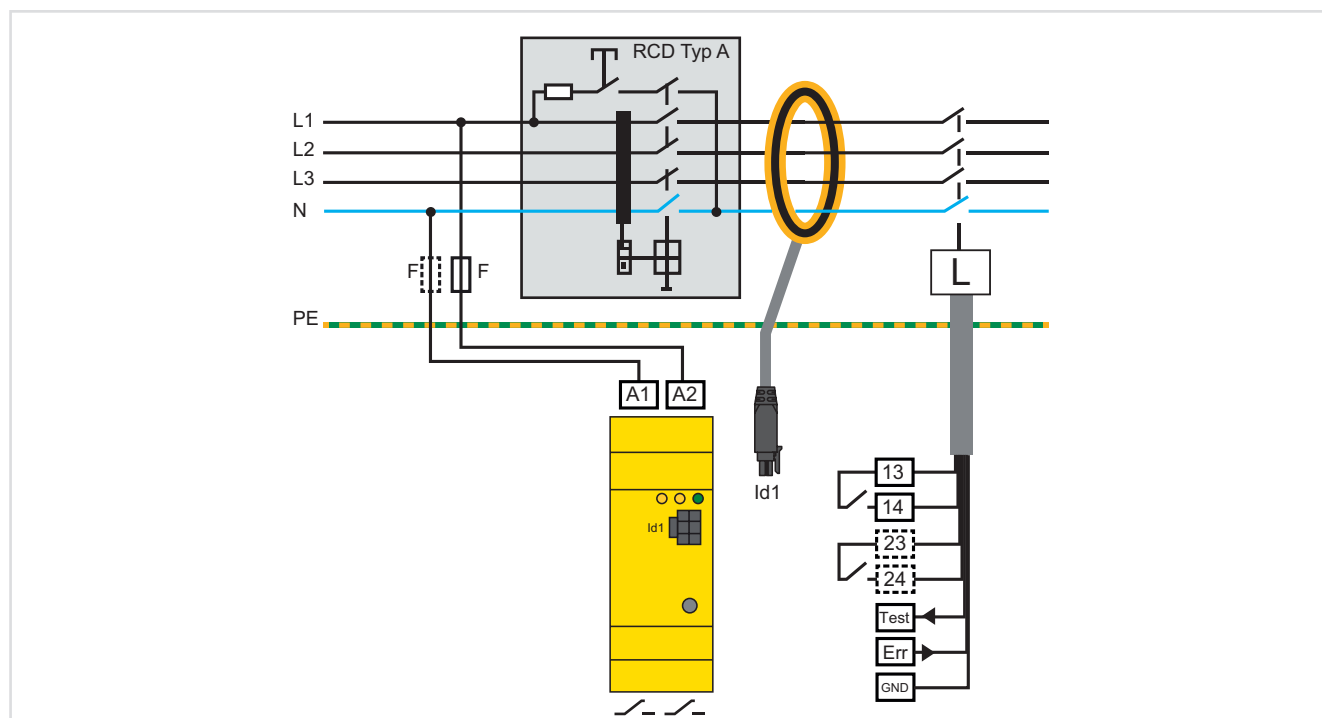 RCD Typ A
L1
L2
L3
N
F F
L
PE
A1 A2
Id1
Id1
13
14
23
24
Test
Err
GND